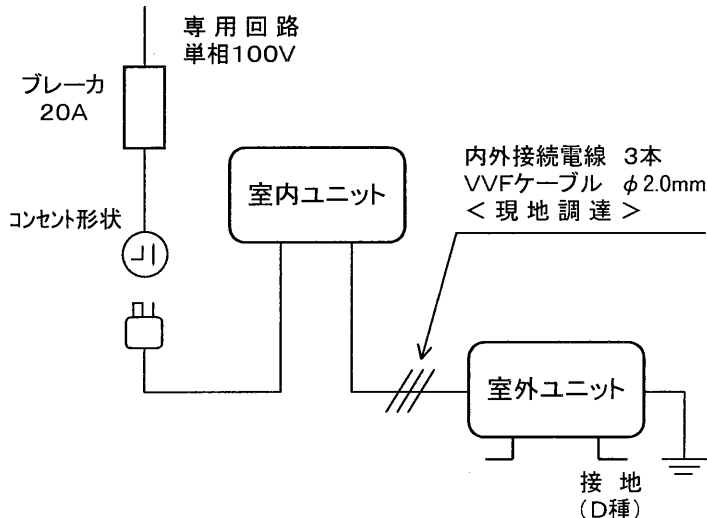 専用回路
単相100V
ブレーカ
20A
コンセント形状
室内ユニット
内外接続電線 3本
VVFケーブル φ2.0mm
<現地調達>
室外ユニット
接地
(D種)